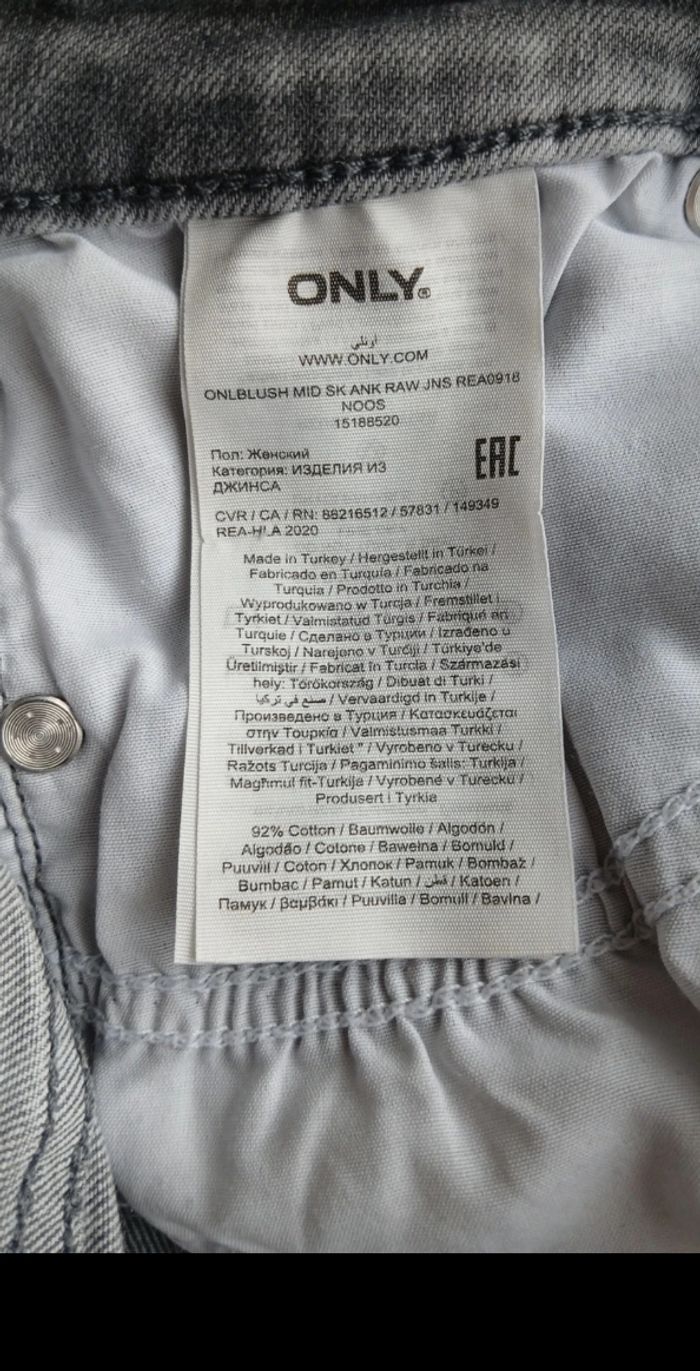 ONLY®
اونلي
WWW.ONLY.COM
ONLBLUSH MID SK ANK RAW JNS REA0918
NOOS
15188520
Пол: Женский
Категория: ИЗДЕЛИЯ ИЗ
ДЖИНСА
EAC
CVR / CA / RN: 88216512 / 57831 / 149349
REA-HLA 2020
Made in Turkey / Hergestellt in Türkei /
Fabricado en Turquía / Fabricado na
Turquia / Prodotto in Turchia /
Wyprodukowano w Turcja / Fremstillet i
Tyrkiet / Valmistatud Türgis / Fabriqué en
Turquie / Сделано в Турции / Izrađeno u
Turskoj / Narejeno v Turčiji / Türkiye'de
Üretilmiştir / Fabricat în Turcia / Származási
hely: Törökország / Dibuat di Turki /
صنع في تركيا / Vervaardigd in Turkije /
Произведено в Турция / Κατασκευάζεται
στην Τουρκία / Valmistusmaa Turkki /
Tillverkad i Turkiet " / Vyrobeno v Turecku /
Ražots Turcija / Pagaminimo šalis: Turkija /
Magħmul fit-Turkija / Vyrobené v Turecku /
Produsert i Tyrkia
92% Cotton / Baumwolle / Algodón /
Algodão / Cotone / Bawełna / Bomuld /
Puuvill / Coton / Хлопок / Pamuk / Bombaž /
Bumbac / Pamut / Katun / قطن / Katoen /
Памук / βαμβάκι / Puuvilla / Bomull / Bavlna /